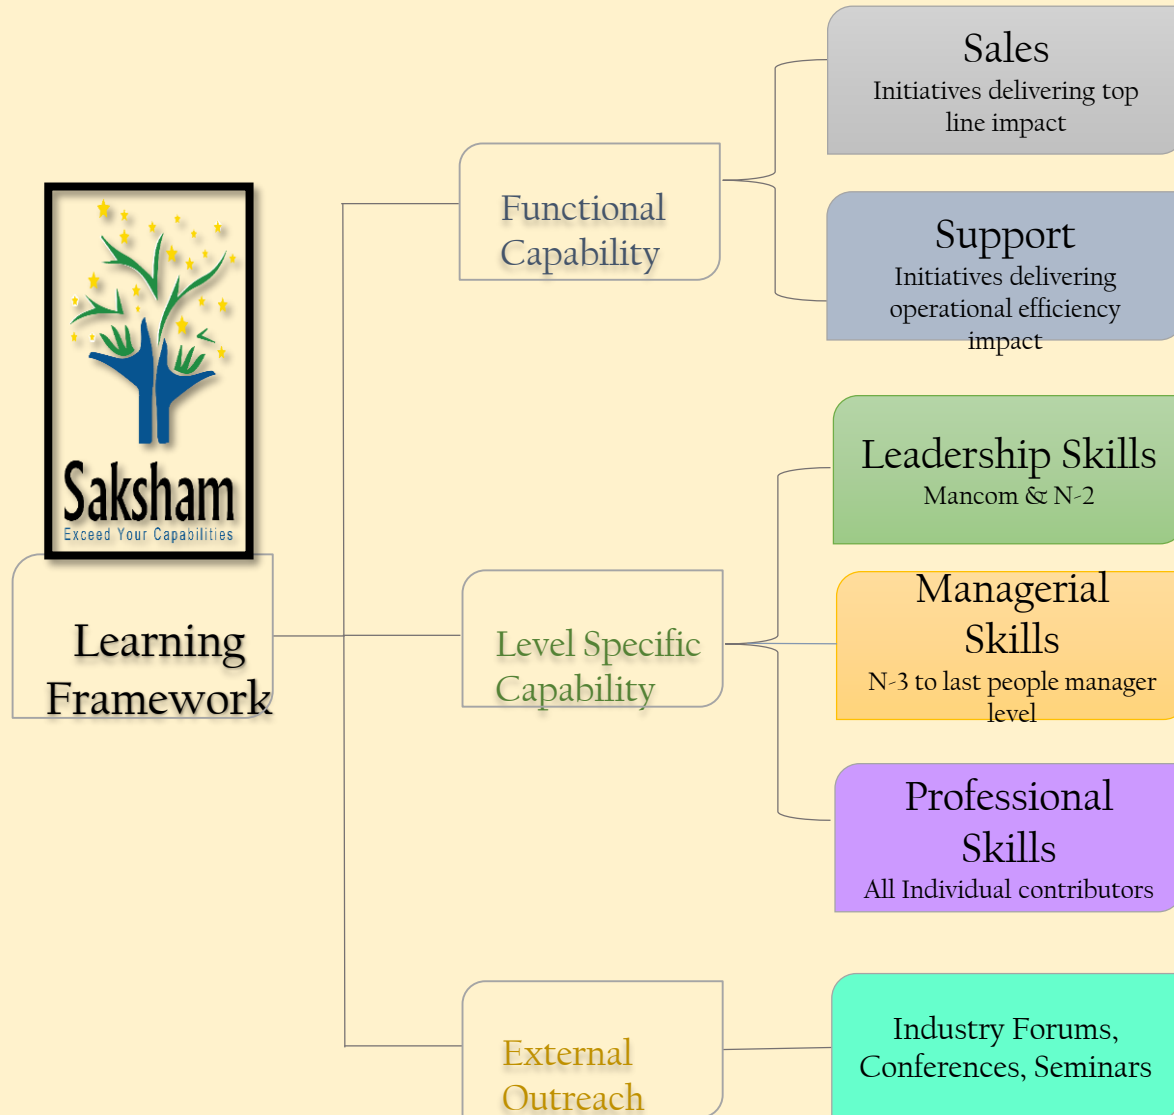 Saksham
Exceed Your Capabilities
Learning
Framework
Functional
Capability
Sales
Initiatives delivering top
line impact
Support
Initiatives delivering
operational efficiency
impact
Level Specific
Capability
Leadership Skills
Mancom & N-2
Managerial
Skills
N-3 to last people manager
level
Professional
Skills
All Individual contributors
External
Outreach
Industry Forums,
Conferences, Seminars